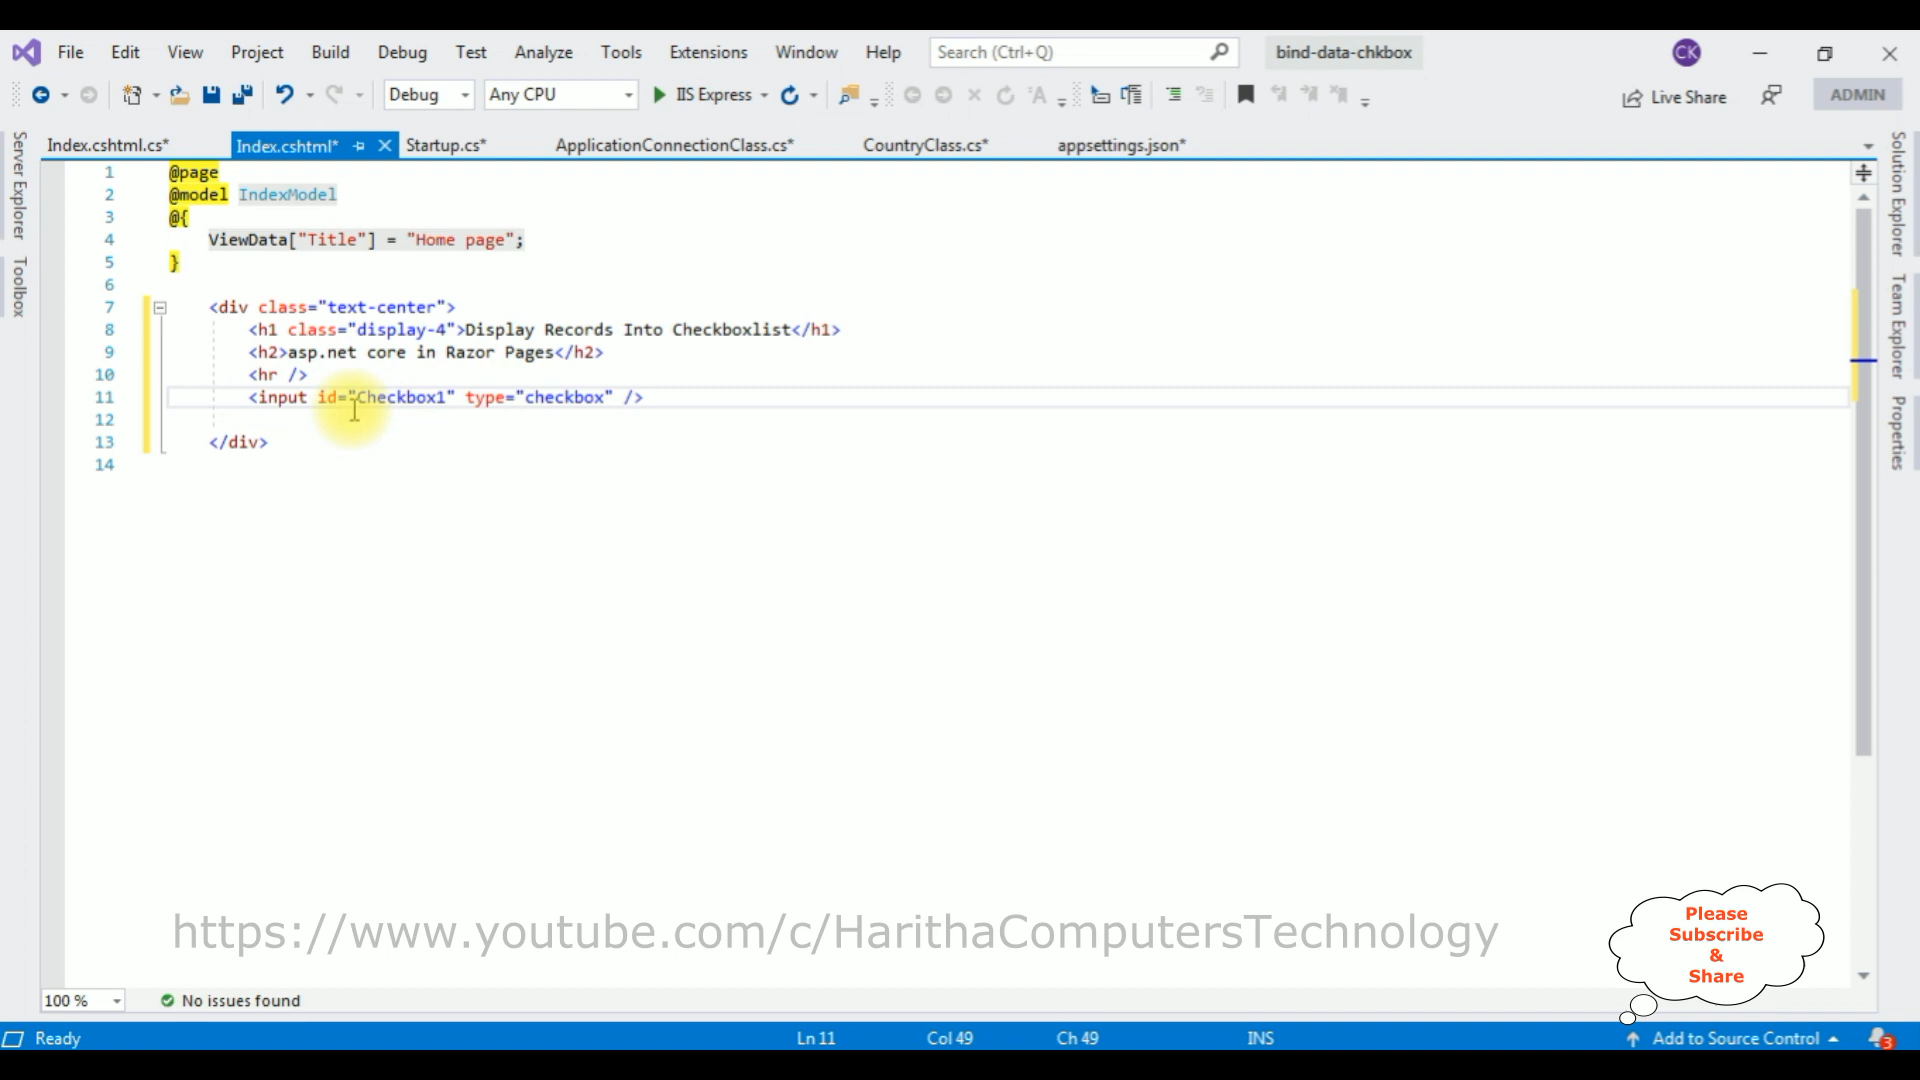 File Edit View Project Build Debug Test Analyze Tools Extensions Window Help Search (Ctrl+Q) bind-data-chkbox CK
Debug Any CPU IIS Express Live Share ADMIN
Index.cshtml.cs* Index.cshtml* Startup.cs* ApplicationConnectionClass.cs* CountryClass.cs* appsettings.json*
Server Explorer
Toolbox
Solution Explorer
Team Explorer
Properties
1 @page
2 @model IndexModel
3 @{
4 ViewData["Title"] = "Home page";
5 }
6
7 <div class="text-center">
8 <h1 class="display-4">Display Records Into Checkboxlist</h1>
9 <h2>asp.net core in Razor Pages</h2>
10 <hr />
11 <input id="Checkbox1" type="checkbox" />
12
13 </div>
14
https://www.youtube.com/c/HarithaComputersTechnology
Please
Subscribe
&
Share
100 % No issues found
Ready Ln 11 Col 49 Ch 49 INS Add to Source Control 3